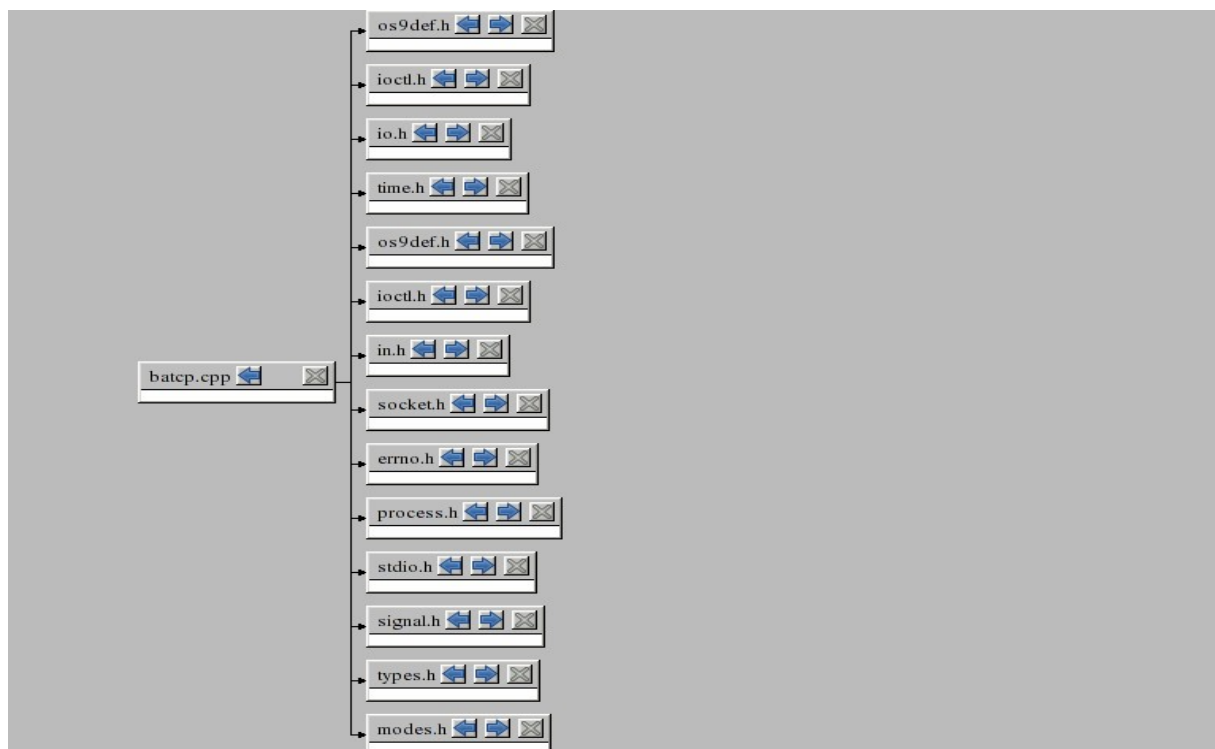 os9def.h
ioctl.h
io.h
time.h
os9def.h
ioctl.h
in.h
batcp.cpp
socket.h
errno.h
process.h
stdio.h
signal.h
types.h
modes.h